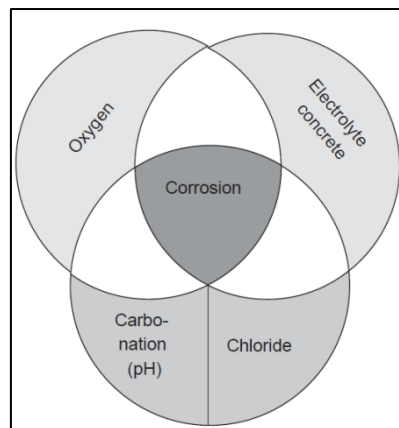 Oxygen
Electrolyte
concrete
Corrosion
Carbo-
nation
(pH)
Chloride